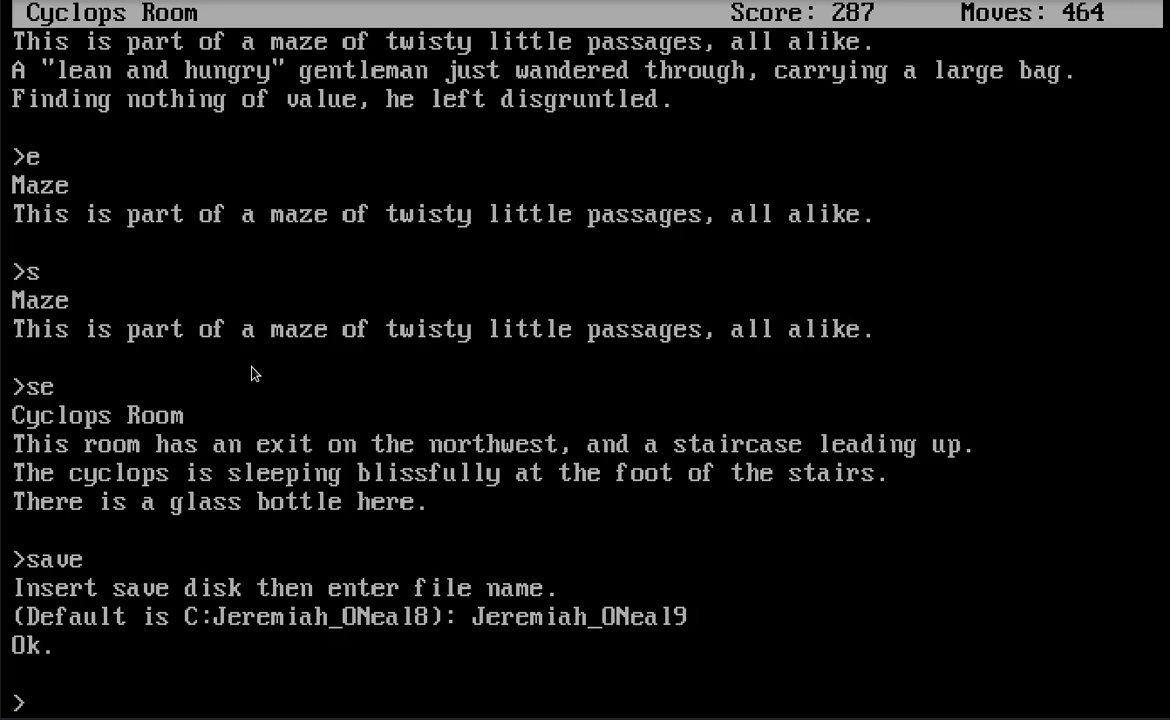 Cyclops Room Score: 287 Moves: 464
This is part of a maze of twisty little passages, all alike.
A "lean and hungry" gentleman just wandered through, carrying a large bag.
Finding nothing of value, he left disgruntled.
>e
Maze
This is part of a maze of twisty little passages, all alike.
>s
Maze
This is part of a maze of twisty little passages, all alike.
>se
Cyclops Room
This room has an exit on the northwest, and a staircase leading up.
The cyclops is sleeping blissfully at the foot of the stairs.
There is a glass bottle here.
>save
Insert save disk then enter file name.
(Default is C:Jeremiah_ONeal8): Jeremiah_ONeal9
Ok.
>